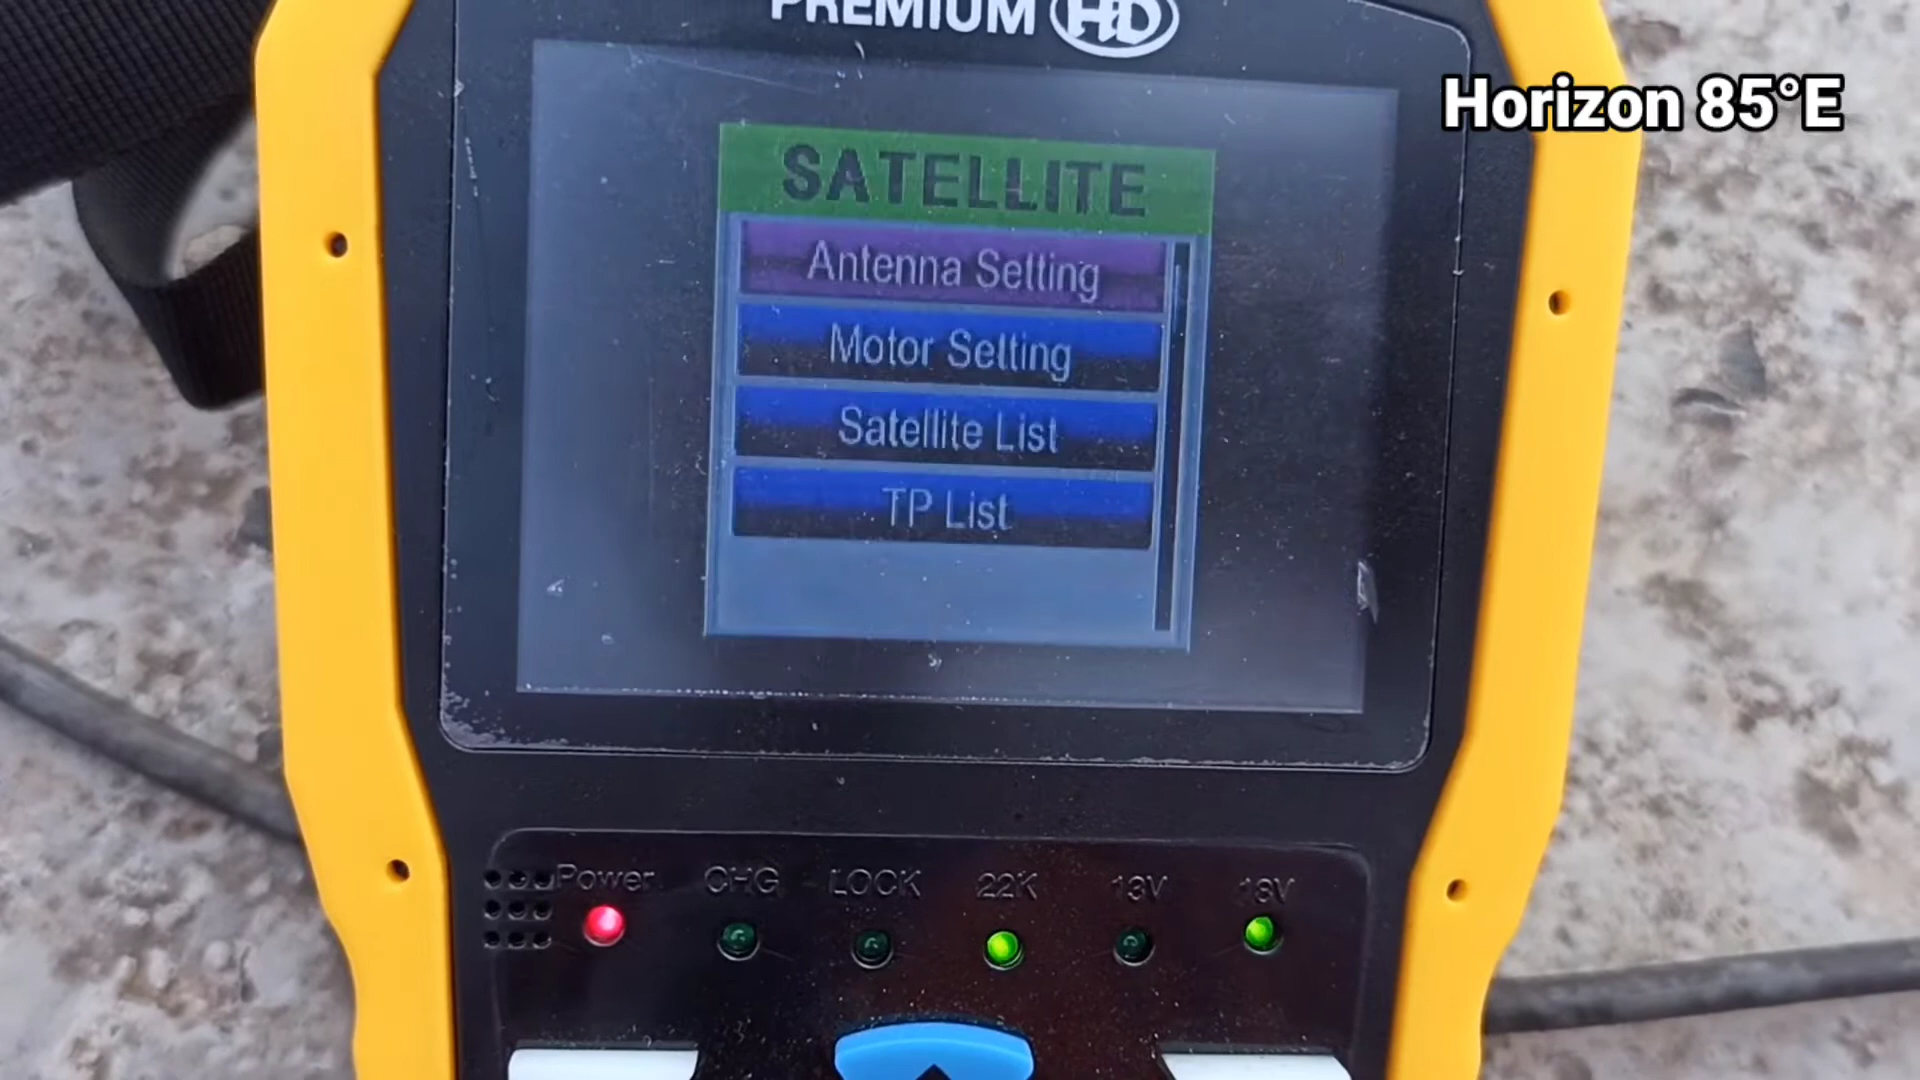 PREMIUM HD
Horizon 85°E
SATELLITE
Antenna Setting
Motor Setting
Satellite List
TP List
Power CHG LOCK 22K 13V 18V